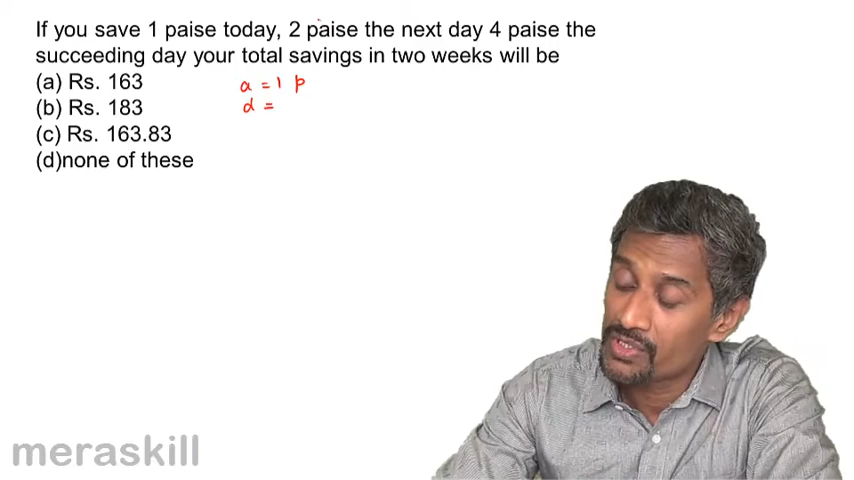 If you save 1 paise today, 2 paise the next day 4 paise the
succeeding day your total savings in two weeks will be
(a) Rs. 163
(b) Rs. 183
(c) Rs. 163.83
(d)none of these
a = 1 p
d =
meraskill